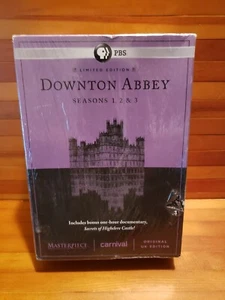 PBS
LIMITED EDITION
DOWNTON ABBEY
SEASONS 1, 2 & 3
Includes bonus one-hour documentary,
Secrets of Highclere Castle!
MASTERPIECE
carnival
ORIGINAL
UK EDITION